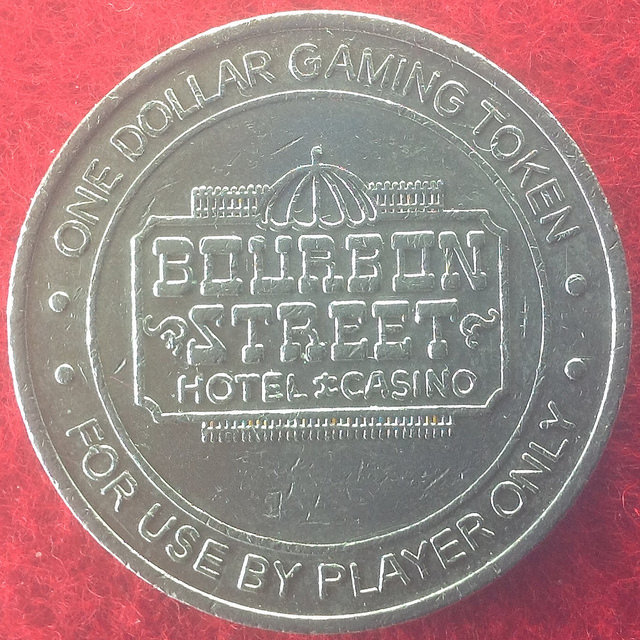 ONE DOLLAR GAMING TOKEN
BOURBON
STREET
HOTEL CASINO
FOR USE BY PLAYER ONLY